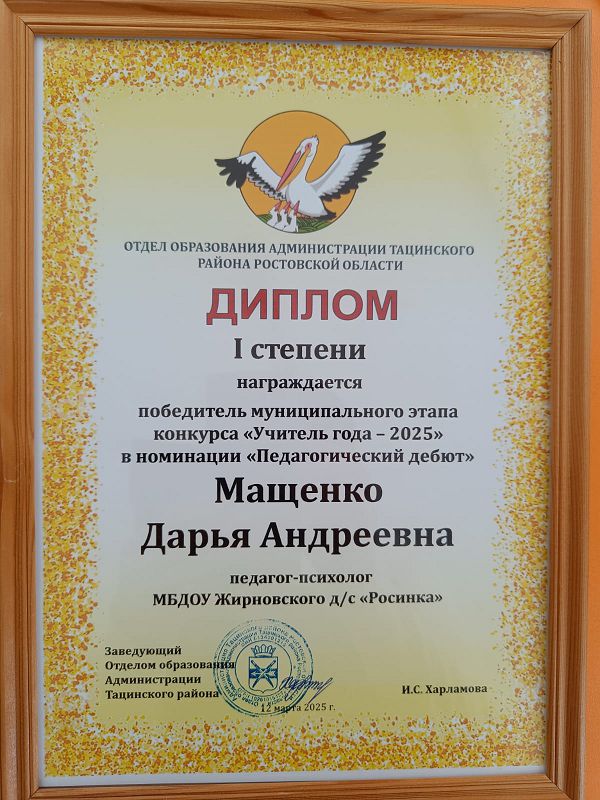 ОТДЕЛ ОБРАЗОВАНИЯ АДМИНИСТРАЦИИ ТАЦИНСКОГО
РАЙОНА РОСТОВСКОЙ ОБЛАСТИ
ДИПЛОМ
I степени
награждается
победитель муниципального этапа
конкурса «Учитель года – 2025»
в номинации «Педагогический дебют»
Мащенко
Дарья Андреевна
педагог-психолог
МБДОУ Жирновского д/с «Росинка»
Заведующий
Отделом образования
Администрации
Тацинского района
И.С. Харламова
12 марта 2025 г.